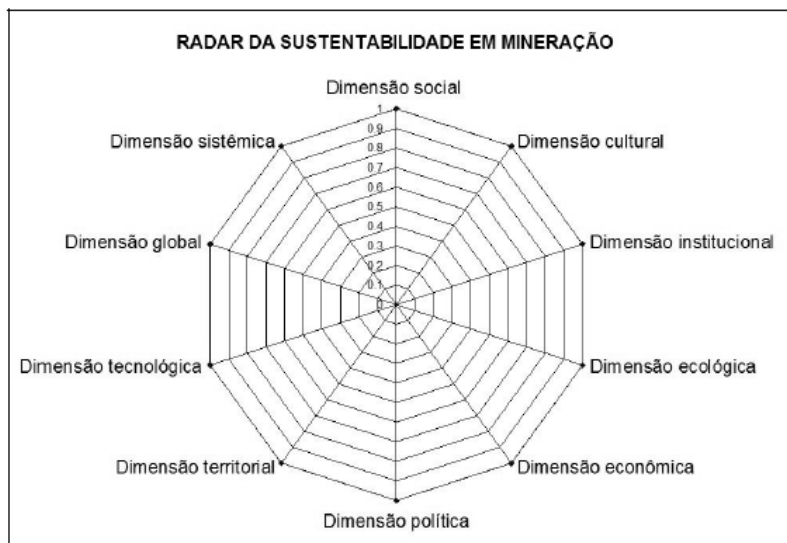 RADAR DA SUSTENTABILIDADE EM MINERAÇÃO
Dimensão social
Dimensão sistêmica
Dimensão cultural
Dimensão global
Dimensão institucional
Dimensão tecnológica
Dimensão ecológica
Dimensão territorial
Dimensão econômica
Dimensão política
1
0.9
0.8
0.7
0.6
0.5
0.4
0.3
0.2
0.1
0